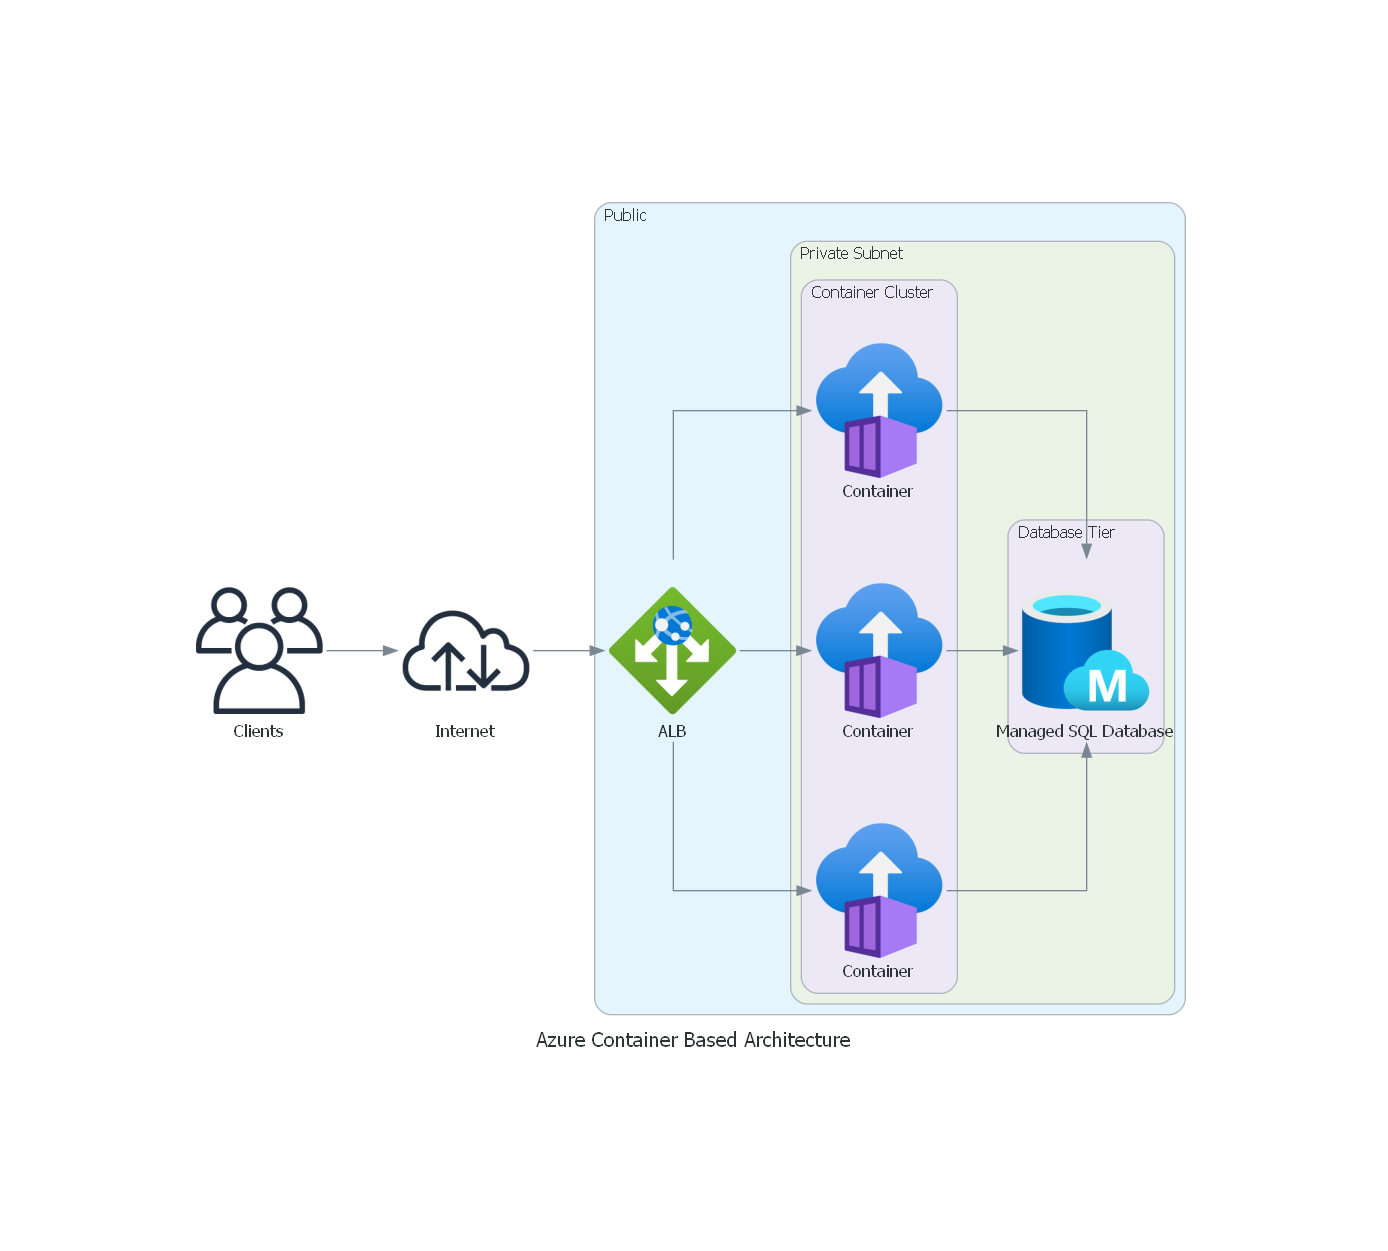 Public
Private Subnet
Container Cluster
Container
Database Tier
M
Clients
Internet
ALB
Container
Managed SQL Database
Container
Azure Container Based Architecture